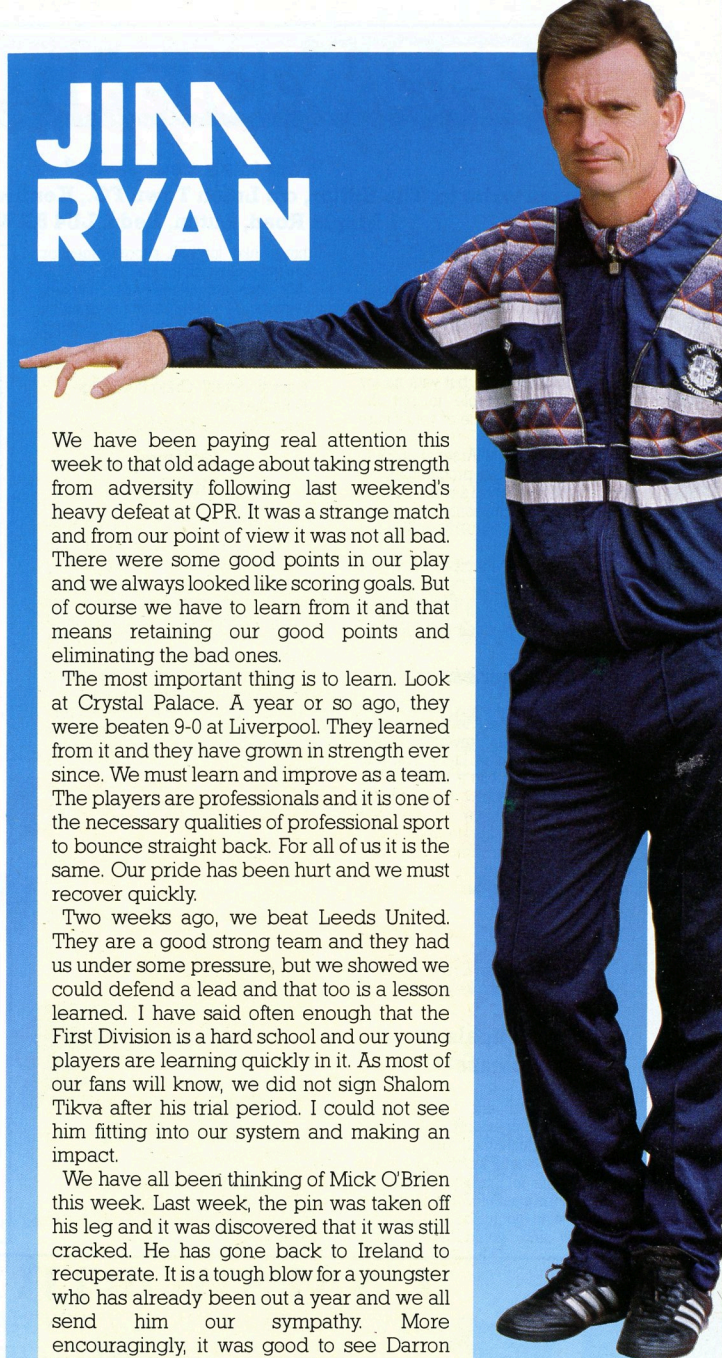 JIM
RYAN
We have been paying real attention this
week to that old adage about taking strength
from adversity following last weekend's
heavy defeat at QPR. It was a strange match
and from our point of view it was not all bad.
There were some good points in our play
and we always looked like scoring goals. But
of course we have to learn from it and that
means retaining our good points and
eliminating the bad ones.
The most important thing is to learn. Look
at Crystal Palace. A year or so ago, they
were beaten 9-0 at Liverpool. They learned
from it and they have grown in strength ever
since. We must learn and improve as a team.
The players are professionals and it is one of
the necessary qualities of professional sport
to bounce straight back. For all of us it is the
same. Our pride has been hurt and we must
recover quickly.
Two weeks ago, we beat Leeds United.
They are a good strong team and they had
us under some pressure, but we showed we
could defend a lead and that too is a lesson
learned. I have said often enough that the
First Division is a hard school and our young
players are learning quickly in it. As most of
our fans will know, we did not sign Shalom
Tikva after his trial period. I could not see
him fitting into our system and making an
impact.
We have all been thinking of Mick O'Brien
this week. Last week, the pin was taken off
his leg and it was discovered that it was still
cracked. He has gone back to Ireland to
recuperate. It is a tough blow for a youngster
who has already been out a year and we all
send him our sympathy. More
encouragingly, it was good to see Darron
FOOTBALL CLUB